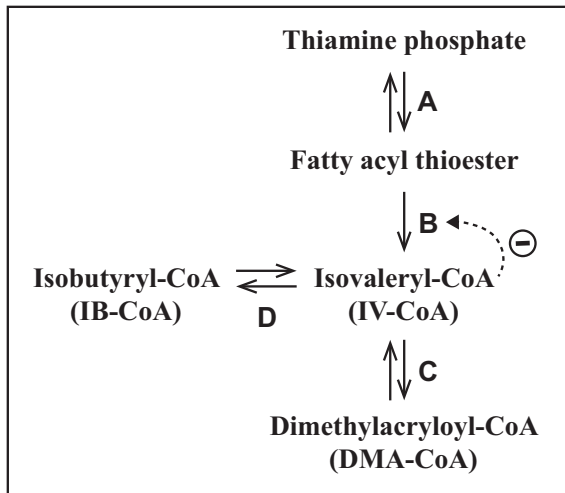 Thiamine phosphate
A
Fatty acyl thioester
B
−
Isobutyryl-CoA
(IB-CoA)
D
Isovaleryl-CoA
(IV-CoA)
C
Dimethylacryloyl-CoA
(DMA-CoA)